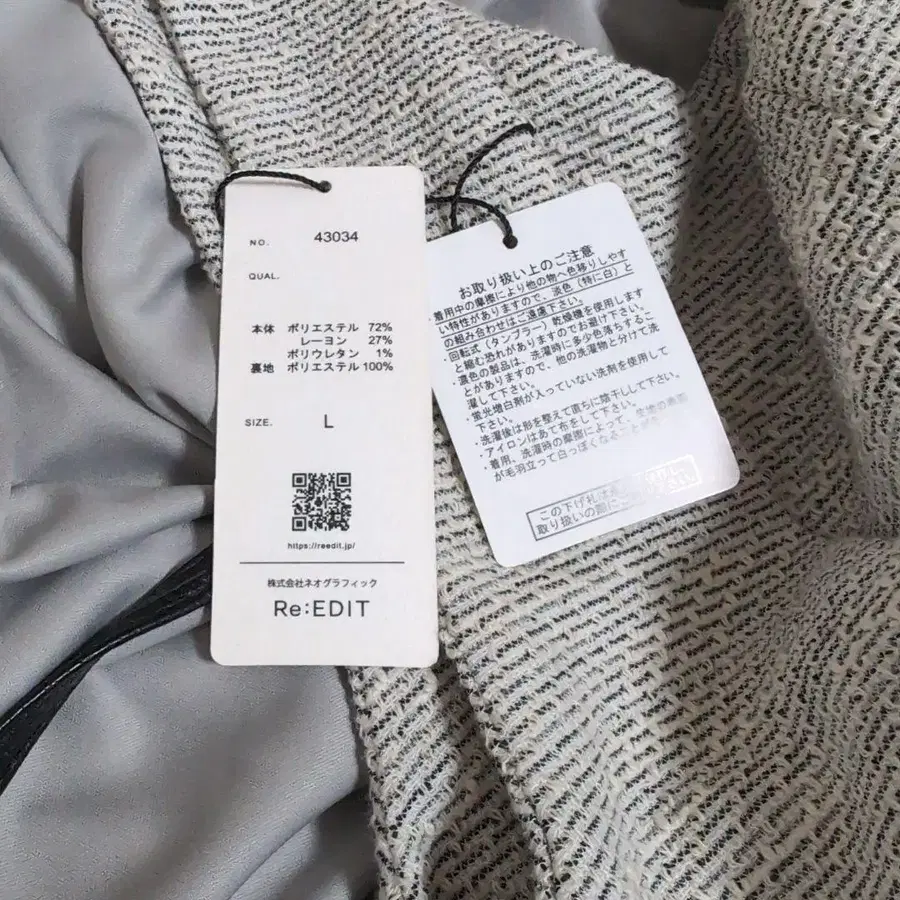 NO. 43034
QUAL.
本体 ポリエステル 72%
レーヨン 27%
ポリウレタン 1%
裏地 ポリエステル 100%
SIZE. L
https://reedit.jp/
株式会社ネオグラフィック
Re:EDIT
お取り扱い上のご注意
・着用中の摩擦により他の物へ色移りしやす
い特性がありますので、淡色（特に白）と
の組み合わせはご遠慮下さい。
・回転式（タンブラー）乾燥機を使用します
と縮む恐れがありますのでお避け下さい。
・濃色の製品は、洗濯時に多少色落ちするこ
とがありますので、他の洗濯物と分けて洗
濯して下さい。
・蛍光増白剤が入っていない洗剤を使用して
下さい。
・洗濯後は形を整えて直ちに陰干しして下さい。
・アイロンはあて布をして下さい。
・着用、洗濯時の摩擦によって、生地の表面
が毛羽立って白っぽくなること
この下げ札は
取り扱いの際に